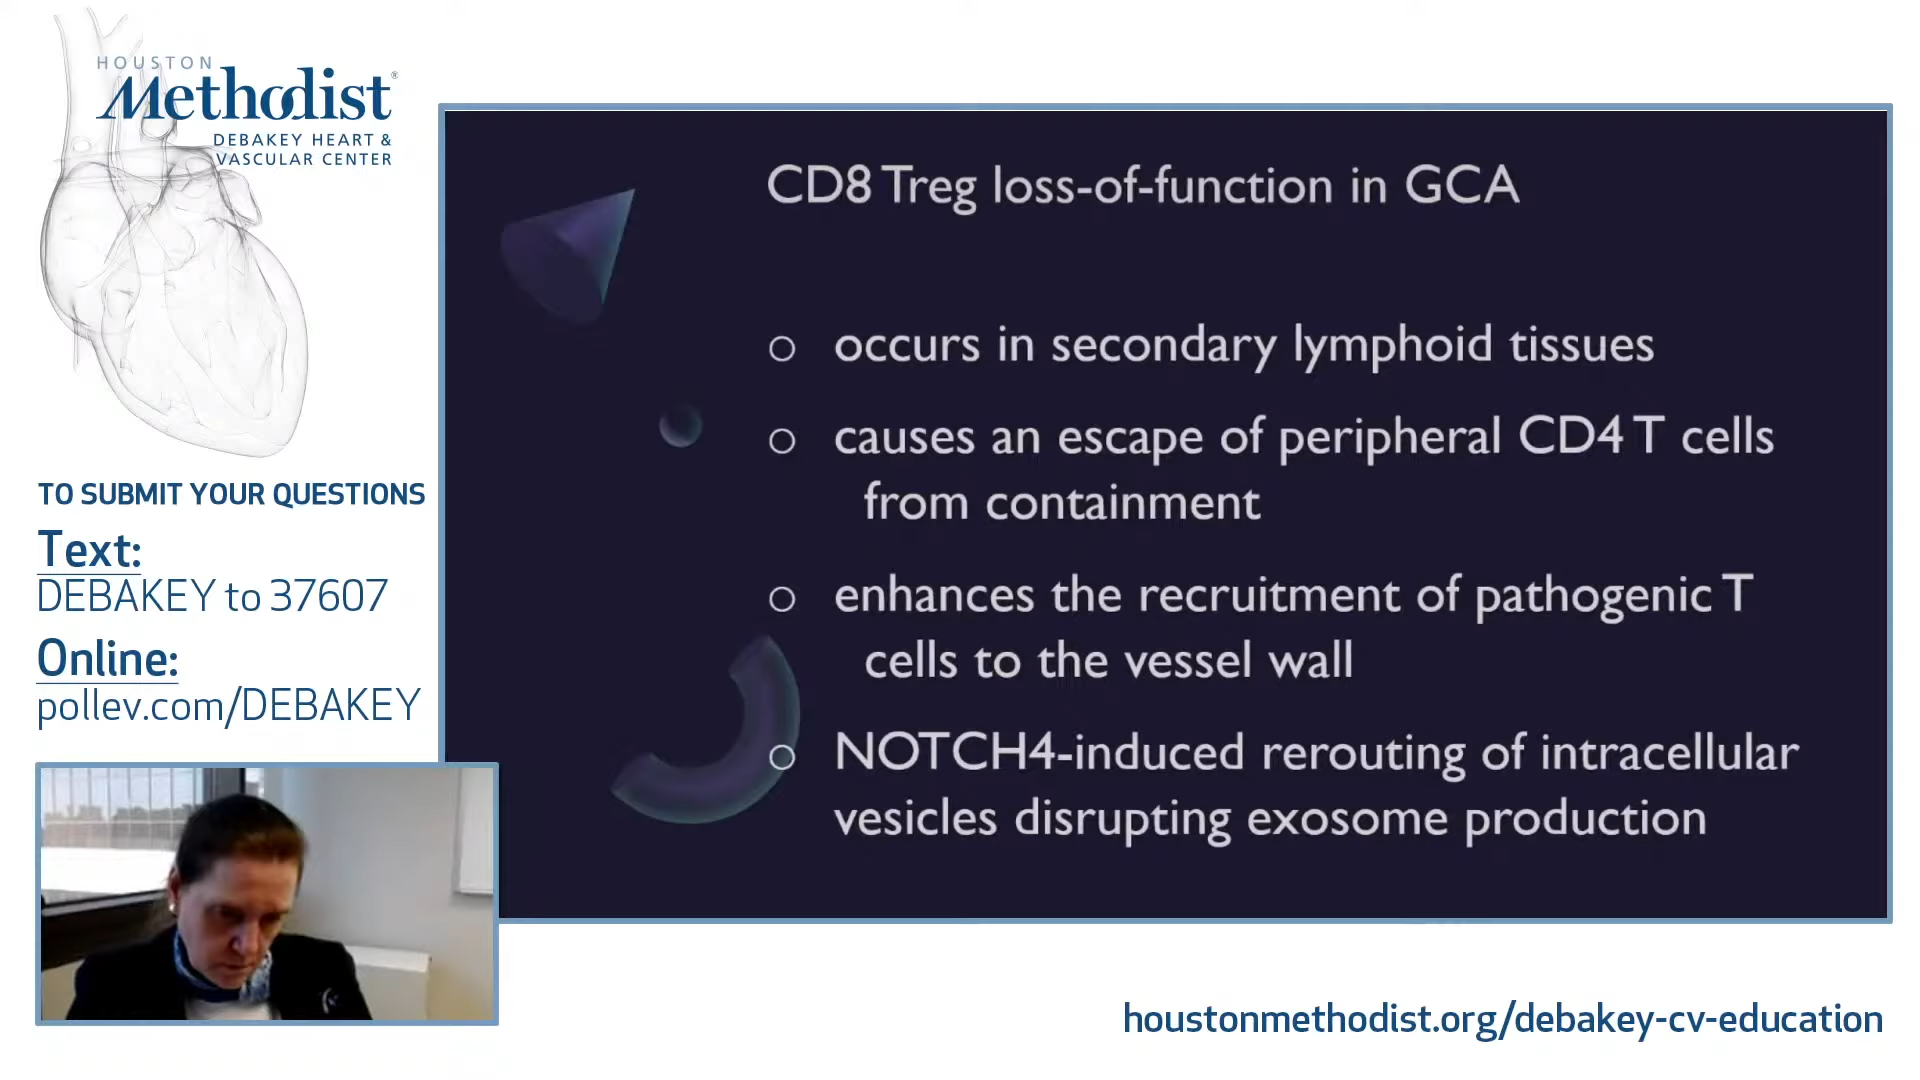 HOUSTON
Methodist®
DEBAKEY HEART &
VASCULAR CENTER
TO SUBMIT YOUR QUESTIONS
Text:
DEBAKEY to 37607
Online:
pollev.com/DEBAKEY
CD8 Treg loss-of-function in GCA
o occurs in secondary lymphoid tissues
o causes an escape of peripheral CD4 T cells
from containment
o enhances the recruitment of pathogenic T
cells to the vessel wall
o NOTCH4-induced rerouting of intracellular
vesicles disrupting exosome production
houstonmethodist.org/debakey-cv-education